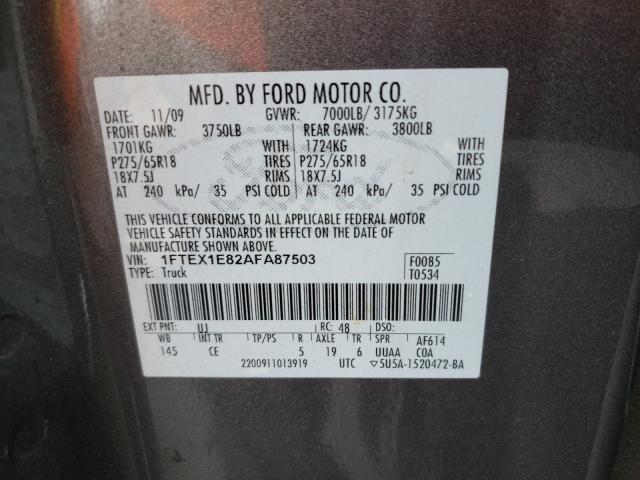 MFD. BY FORD MOTOR CO.
DATE: 11/09 GVWR: 7000LB/ 3175KG
FRONT GAWR: 3750LB REAR GAWR: 3800LB
1701KG WITH 1724KG WITH
P275/65R18 TIRES P275/65R18 TIRES
18X7.5J RIMS 18X7.5J RIMS
AT 240 kPa/ 35 PSI COLD AT 240 kPa/ 35 PSI COLD
THIS VEHICLE CONFORMS TO ALL APPLICABLE FEDERAL MOTOR
VEHICLE SAFETY STANDARDS IN EFFECT ON THE DATE OF
MANUFACTURE SHOWN ABOVE.
VIN: 1FTEX1E82AFA87503 F0085
TYPE: Truck T0534
EXT PNT: UJ RC: 48 DSO:
WB INT TR TP/PS R AXLE TR SPR AF614
145 CE 5 19 6 UUAA COA
2200911013919 UTC ▽5U5A-1520472-BA